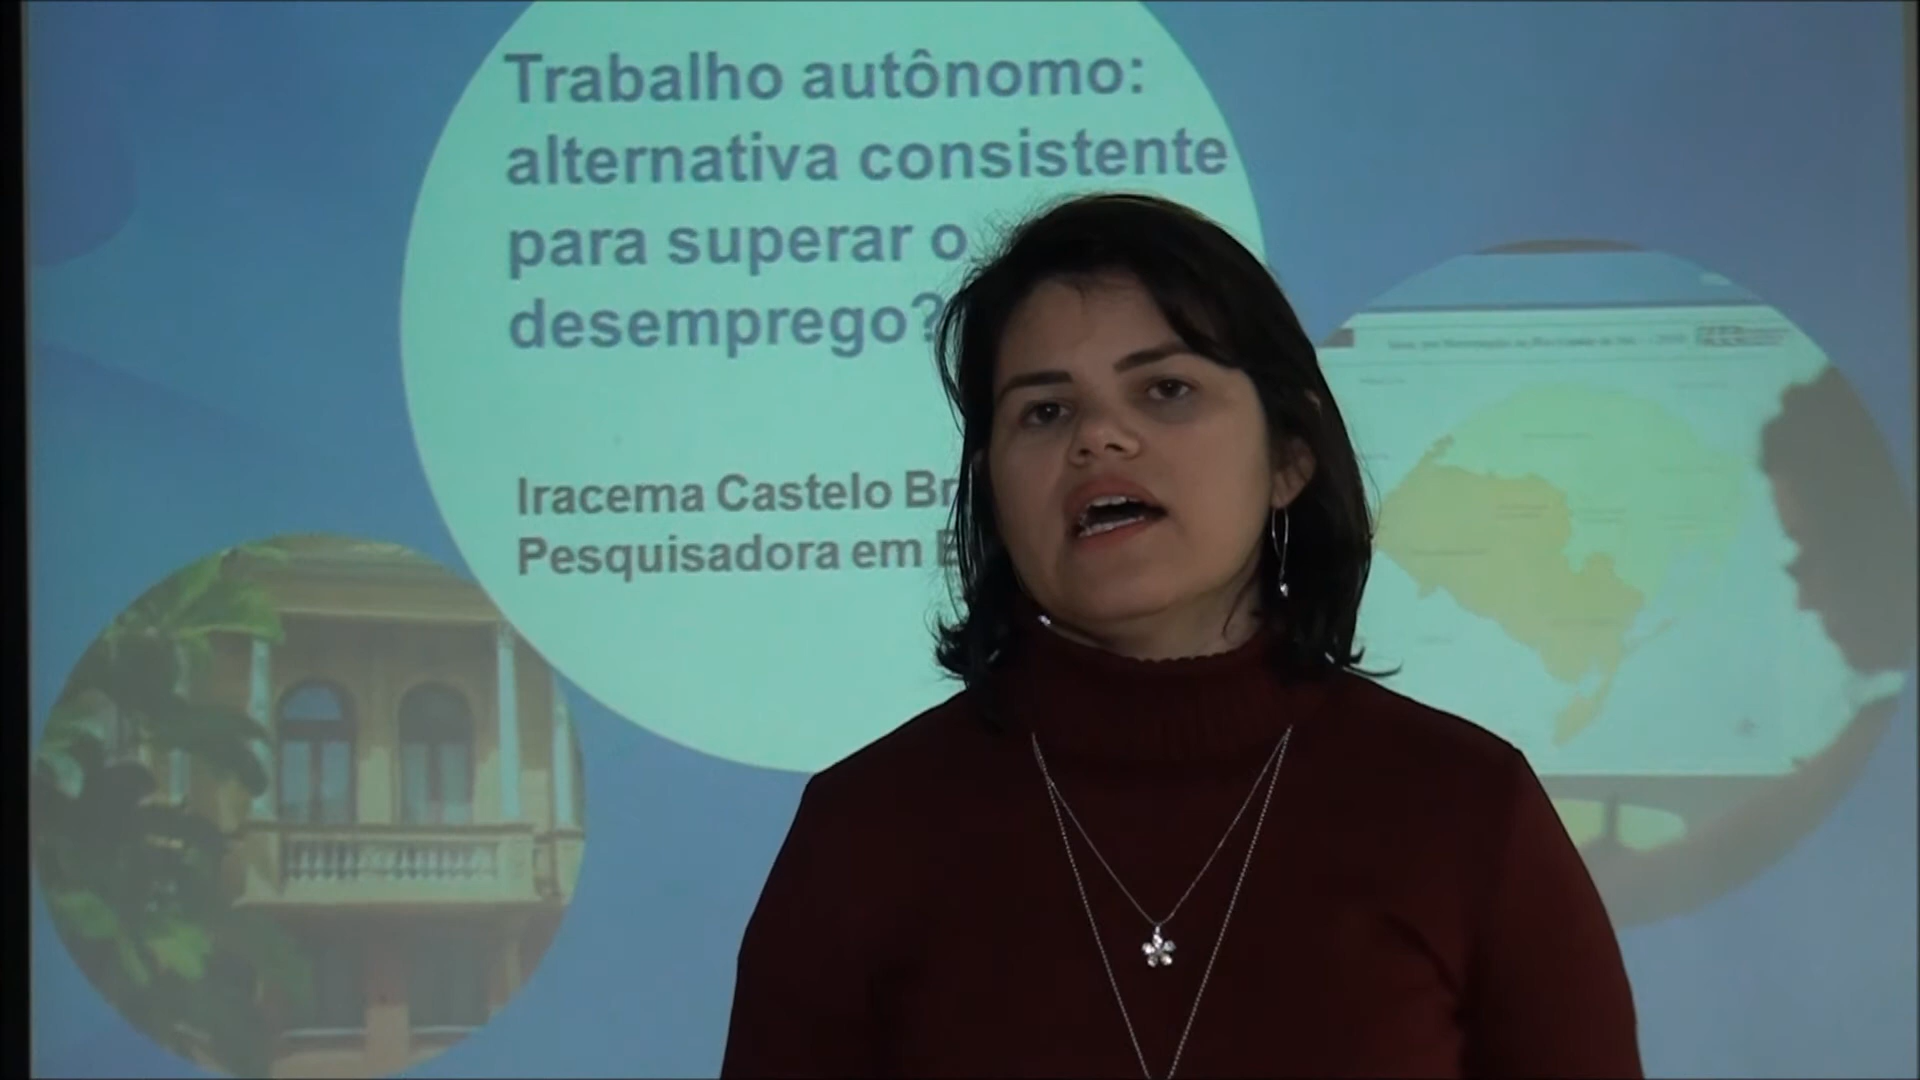 Trabalho autônomo:
alternativa consistente
para superar o
desemprego?
Iracema Castelo Br
Pesquisadora em E